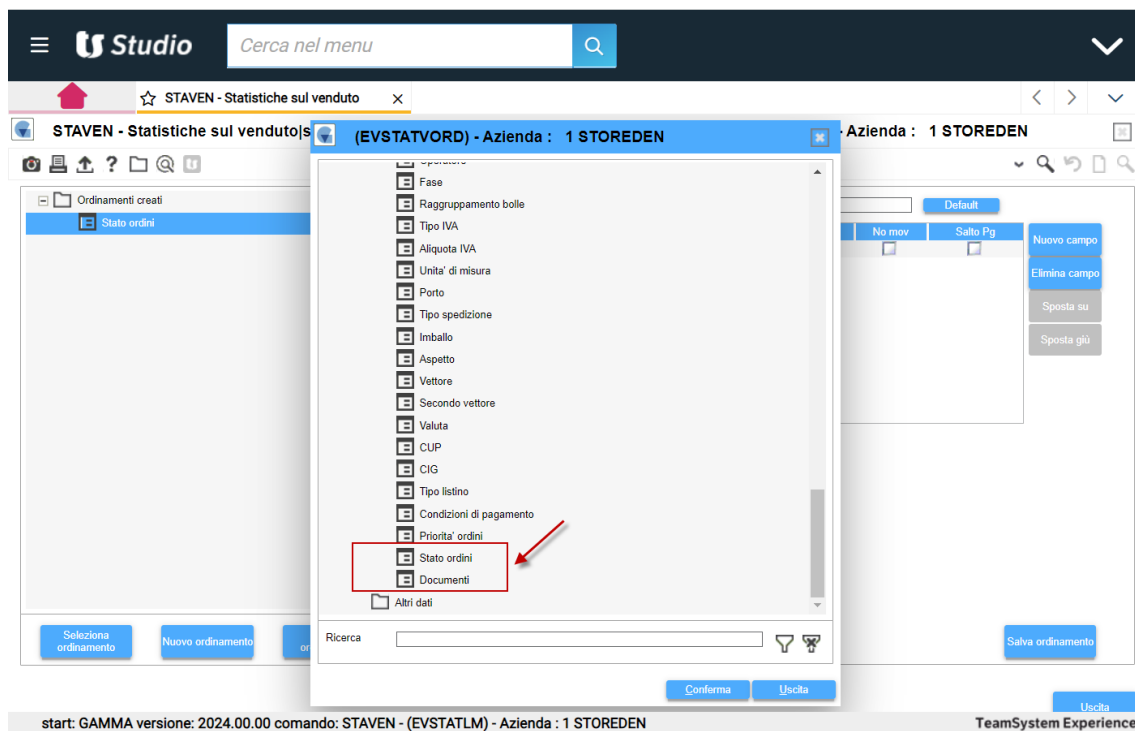 Studio
Cerca nel menu
STAVEN - Statistiche sul venduto
STAVEN - Statistiche sul venduto|s
(EVSTATVORD) - Azienda : 1 STOREDEN
Azienda : 1 STOREDEN
Ordinamenti creati
Stato ordini
Default
No mov
Salto Pg
Nuovo campo
Elimina campo
Sposta su
Sposta giù
Operatore
Fase
Raggruppamento bolle
Tipo IVA
Aliquota IVA
Unita' di misura
Porto
Tipo spedizione
Imballo
Aspetto
Vettore
Secondo vettore
Valuta
CUP
CIG
Tipo listino
Condizioni di pagamento
Priorita' ordini
Stato ordini
Documenti
Altri dati
Ricerca
Conferma
Uscita
Seleziona
ordinamento
Nuovo ordinamento
or
Salva ordinamento
Uscita
start: GAMMA versione: 2024.00.00 comando: STAVEN - (EVSTATLM) - Azienda : 1 STOREDEN
TeamSystem Experience